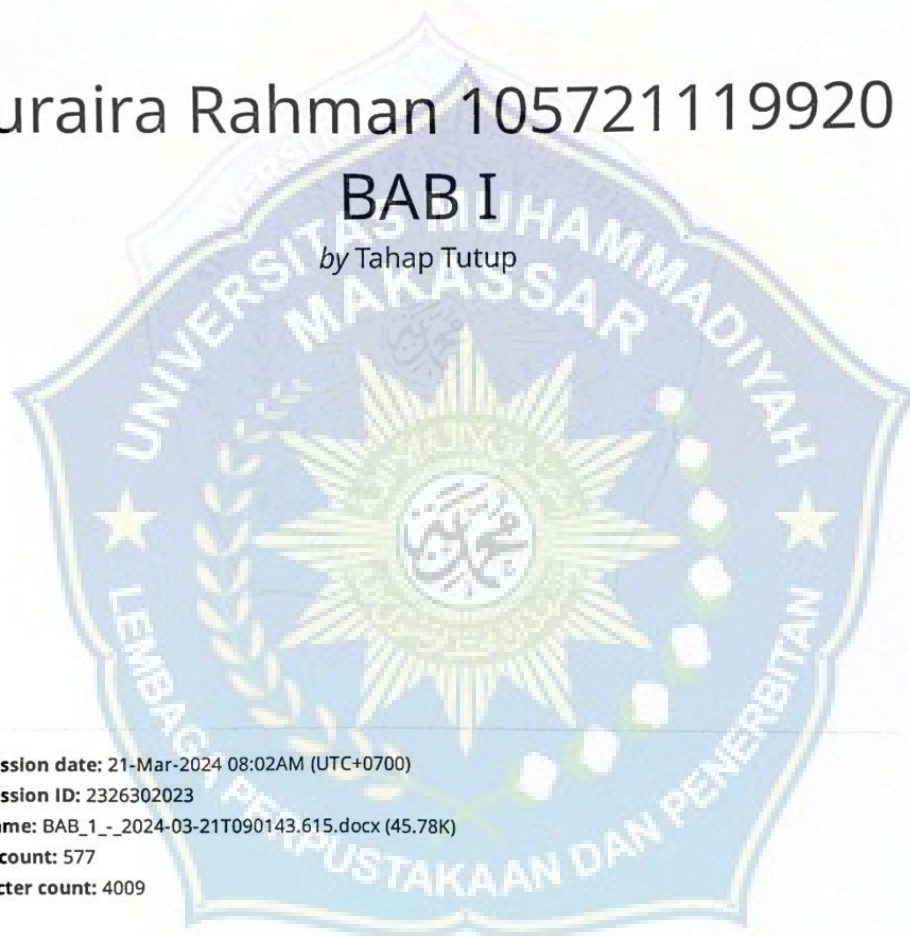 uraira Rahman 105721119920
BAB I
by Tahap Tutup
UNIVERSITAS MUHAMMADIYAH
MAKASSAR
محمدية
LEMBAGA PERPUSTAKAAN DAN PENERBITAN
ssion date: 21-Mar-2024 08:02AM (UTC+0700)
ssion ID: 2326302023
me: BAB_1_-_2024-03-21T090143.615.docx (45.78K)
count: 577
cter count: 4009